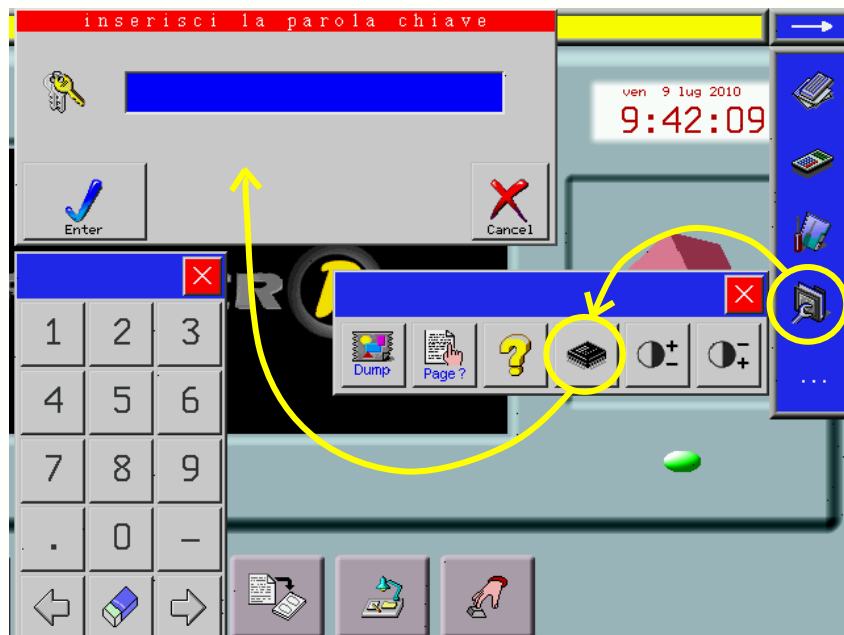 inserisci la parola chiave
ven 9 lug 2010
9:42:09
Enter
Cancel
Dump
Page ?
1 2 3
4 5 6
7 8 9
. 0 -
...